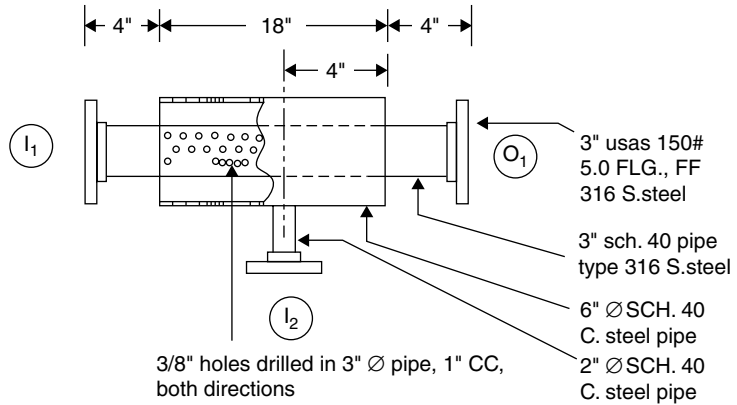 4"
18"
4"
4"
I1
O1
3" usas 150#
5.0 FLG., FF
316 S.steel
3" sch. 40 pipe
type 316 S.steel
I2
6" ∅ SCH. 40
C. steel pipe
3/8" holes drilled in 3" ∅ pipe, 1" CC,
both directions
2" ∅ SCH. 40
C. steel pipe